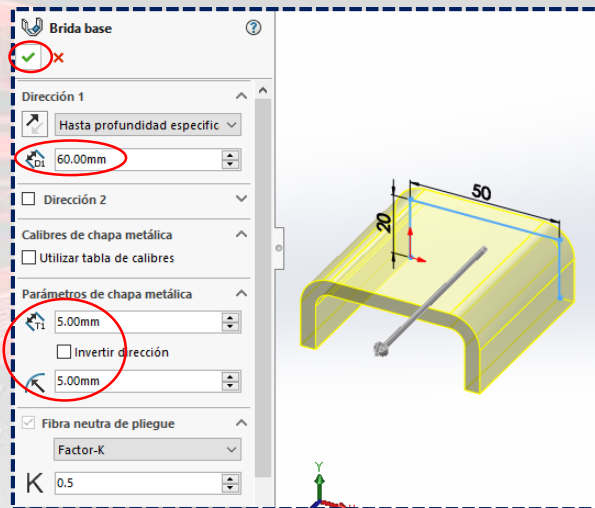 Brida base
Dirección 1
Hasta profundidad especific
D1
60.00mm
Dirección 2
Calibres de chapa metálica
Utilizar tabla de calibres
Parámetros de chapa metálica
T1
5.00mm
Invertir dirección
5.00mm
Fibra neutra de pliegue
Factor-K
K
0.5
50
20
Y